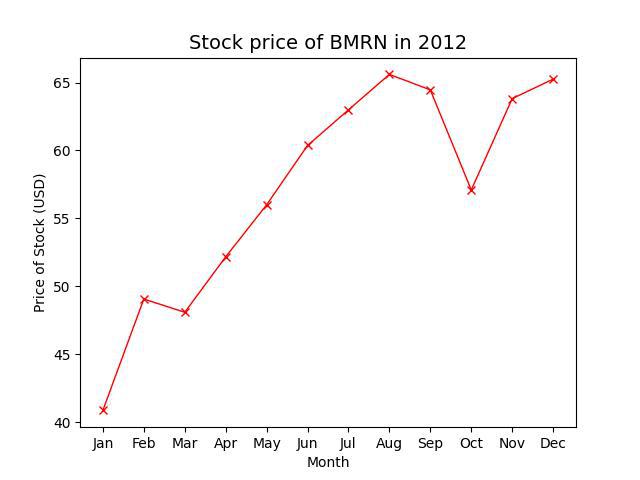 Stock price of BMRN in 2012
Price of Stock (USD)
65
60
55
50
45
40
Jan Feb Mar Apr May Jun Jul Aug Sep Oct Nov Dec
Month